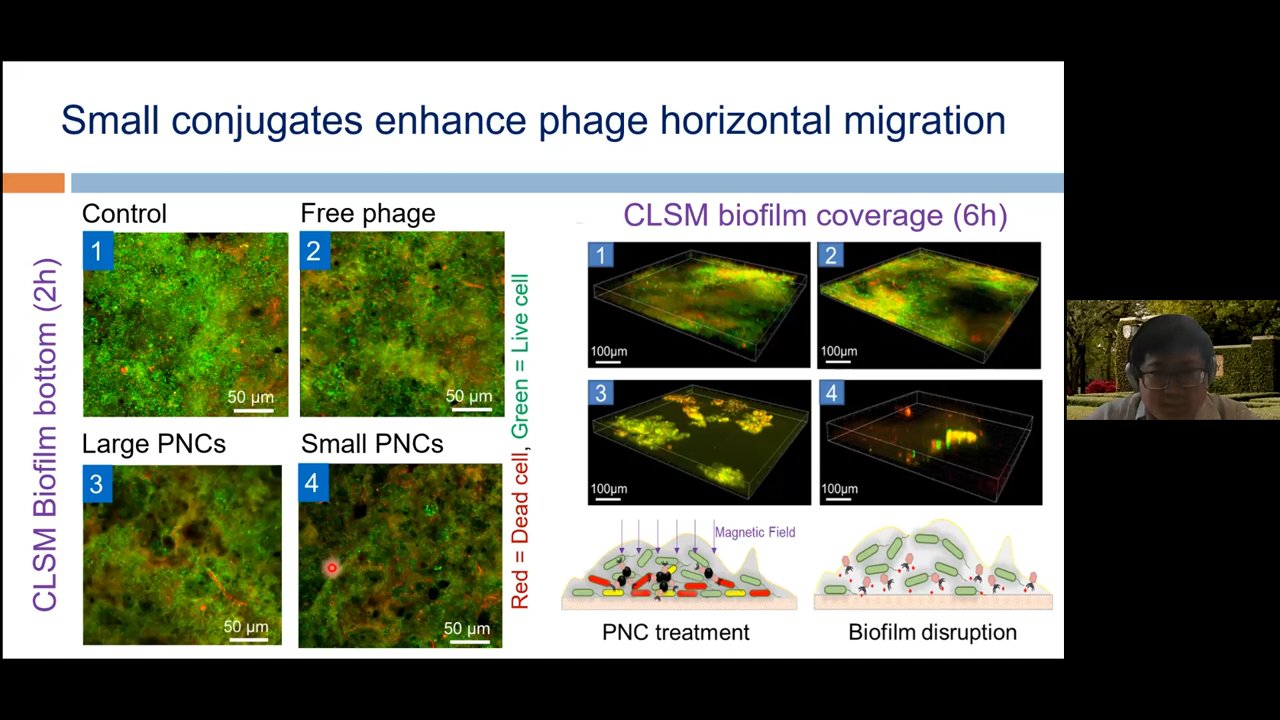 Small conjugates enhance phage horizontal migration
CLSM Biofilm bottom (2h)
Control
1
50 µm
Free phage
2
50 µm
Large PNCs
3
50 µm
Small PNCs
4
50 µm
Red = Dead cell, Green = Live cell
CLSM biofilm coverage (6h)
1
100µm
2
100µm
3
100µm
4
100µm
Magnetic Field
PNC treatment
Biofilm disruption